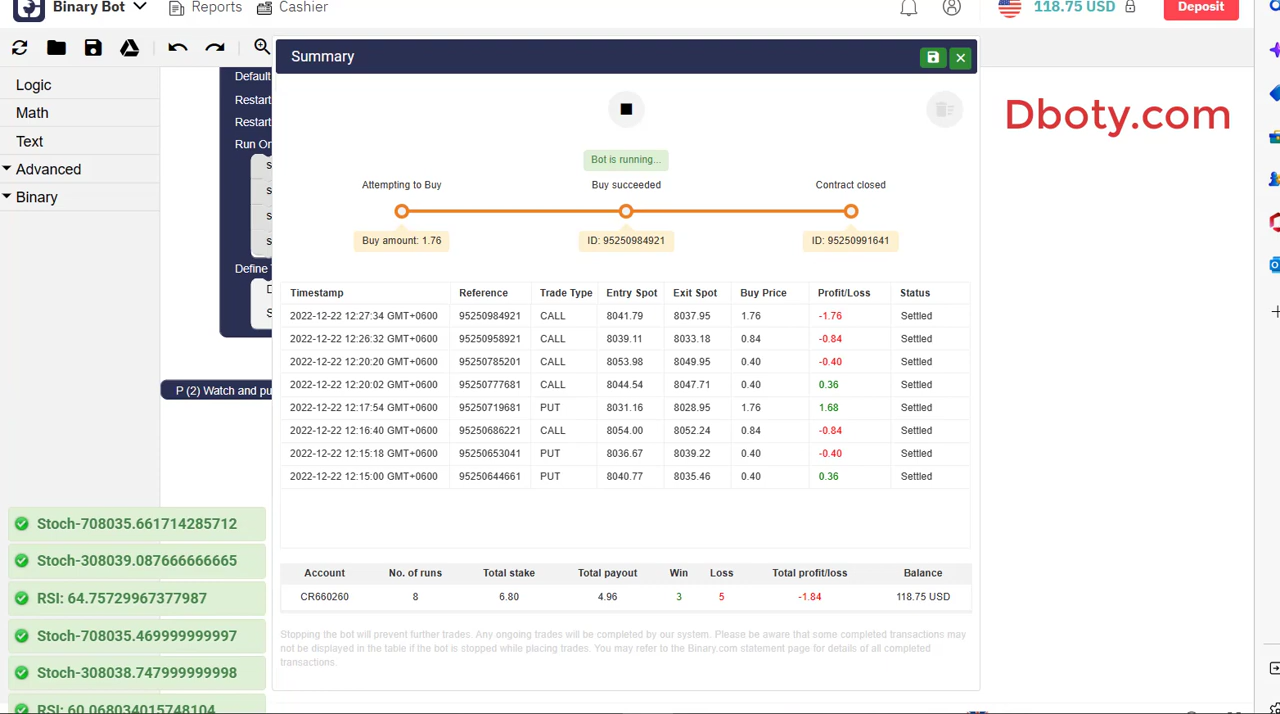 Binary Bot
Reports
Cashier
118.75 USD
Deposit
Logic
Math
Text
Advanced
Binary
Default
Restart
Restart
Run On
Define
P (2) Watch and pu
Summary
Bot is running...
Attempting to Buy
Buy succeeded
Contract closed
Buy amount: 1.76
ID: 95250984921
ID: 95250991641
Timestamp Reference Trade Type Entry Spot Exit Spot Buy Price Profit/Loss Status
2022-12-22 12:27:34 GMT+0600 95250984921 CALL 8041.79 8037.95 1.76 -1.76 Settled
2022-12-22 12:26:32 GMT+0600 95250958921 CALL 8039.11 8033.18 0.84 -0.84 Settled
2022-12-22 12:20:20 GMT+0600 95250785201 CALL 8053.98 8049.95 0.40 -0.40 Settled
2022-12-22 12:20:02 GMT+0600 95250777681 CALL 8044.54 8047.71 0.40 0.36 Settled
2022-12-22 12:17:54 GMT+0600 95250719681 PUT 8031.16 8028.95 1.76 1.68 Settled
2022-12-22 12:16:40 GMT+0600 95250686221 CALL 8054.00 8052.24 0.84 -0.84 Settled
2022-12-22 12:15:18 GMT+0600 95250653041 PUT 8036.67 8039.22 0.40 -0.40 Settled
2022-12-22 12:15:00 GMT+0600 95250644661 PUT 8040.77 8035.46 0.40 0.36 Settled
Account No. of runs Total stake Total payout Win Loss Total profit/loss Balance
CR660260 8 6.80 4.96 3 5 -1.84 118.75 USD
Stopping the bot will prevent further trades. Any ongoing trades will be completed by our system. Please be aware that some completed transactions may
not be displayed in the table if the bot is stopped while placing trades. You may refer to the Binary.com statement page for details of all completed
transactions.
Stoch-708035.661714285712
Stoch-308039.087666666665
RSI: 64.75729967377987
Stoch-708035.469999999997
Stoch-308038.747999999998
RSI: 60.068034015748104
Dboty.com